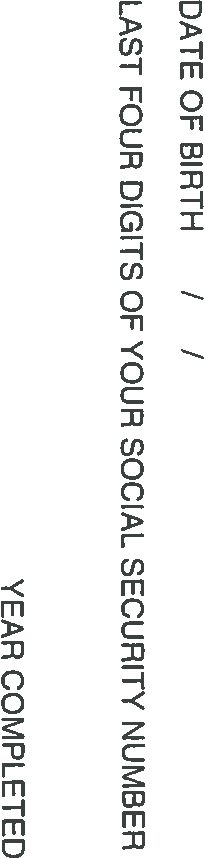 DATE OF BIRTH / /
LAST FOUR DIGITS OF YOUR SOCIAL SECURITY NUMBER
YEAR COMPLETED